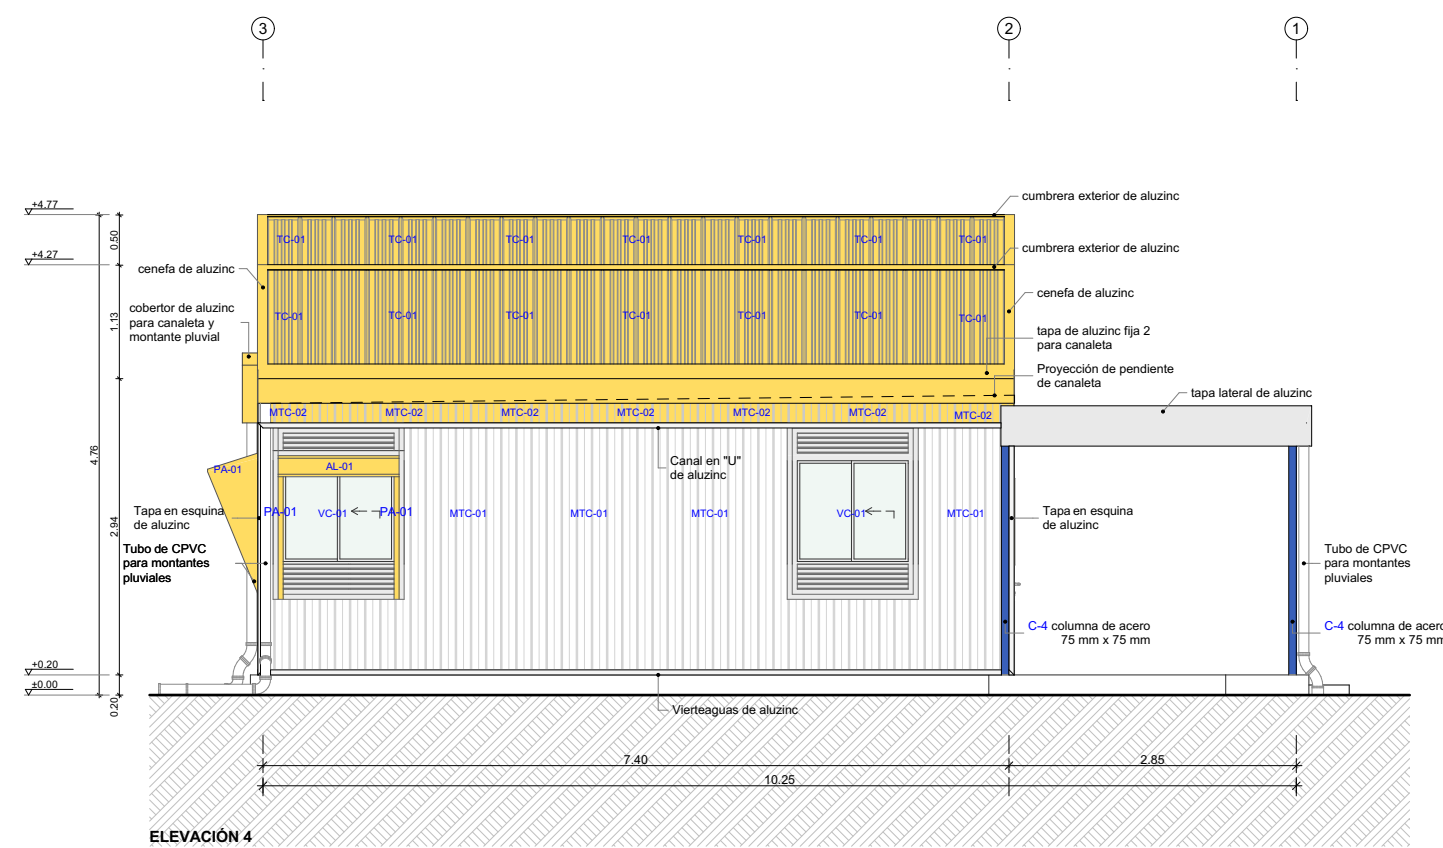 3
2
1
+4.77
+4.27
+0.20
±0.00
0.50
1.13
2.94
0.20
4.76
cumbrera exterior de aluzinc
cumbrera exterior de aluzinc
cenefa de aluzinc
cenefa de aluzinc
cobertor de aluzinc
para canaleta y
montante pluvial
tapa de aluzinc fija 2
para canaleta
Proyección de pendiente
de canaleta
tapa lateral de aluzinc
TC-01 TC-01 TC-01 TC-01 TC-01 TC-01 TC-01
TC-01 TC-01 TC-01 TC-01 TC-01 TC-01 TC-01
MTC-02 MTC-02 MTC-02 MTC-02 MTC-02 MTC-02 MTC-02
PA-01
AL-01
Canal en "U"
de aluzinc
PA-01 VC-01 PA-01 MTC-01 MTC-01 MTC-01 VC-01 MTC-01
Tapa en esquina
de aluzinc
Tapa en esquina
de aluzinc
Tubo de CPVC
para montantes
pluviales
Tubo de CPVC
para montantes
pluviales
C-4 columna de acero
75 mm x 75 mm
C-4 columna de acero
75 mm x 75 mm
Vierteaguas de aluzinc
7.40
2.85
10.25
ELEVACIÓN 4